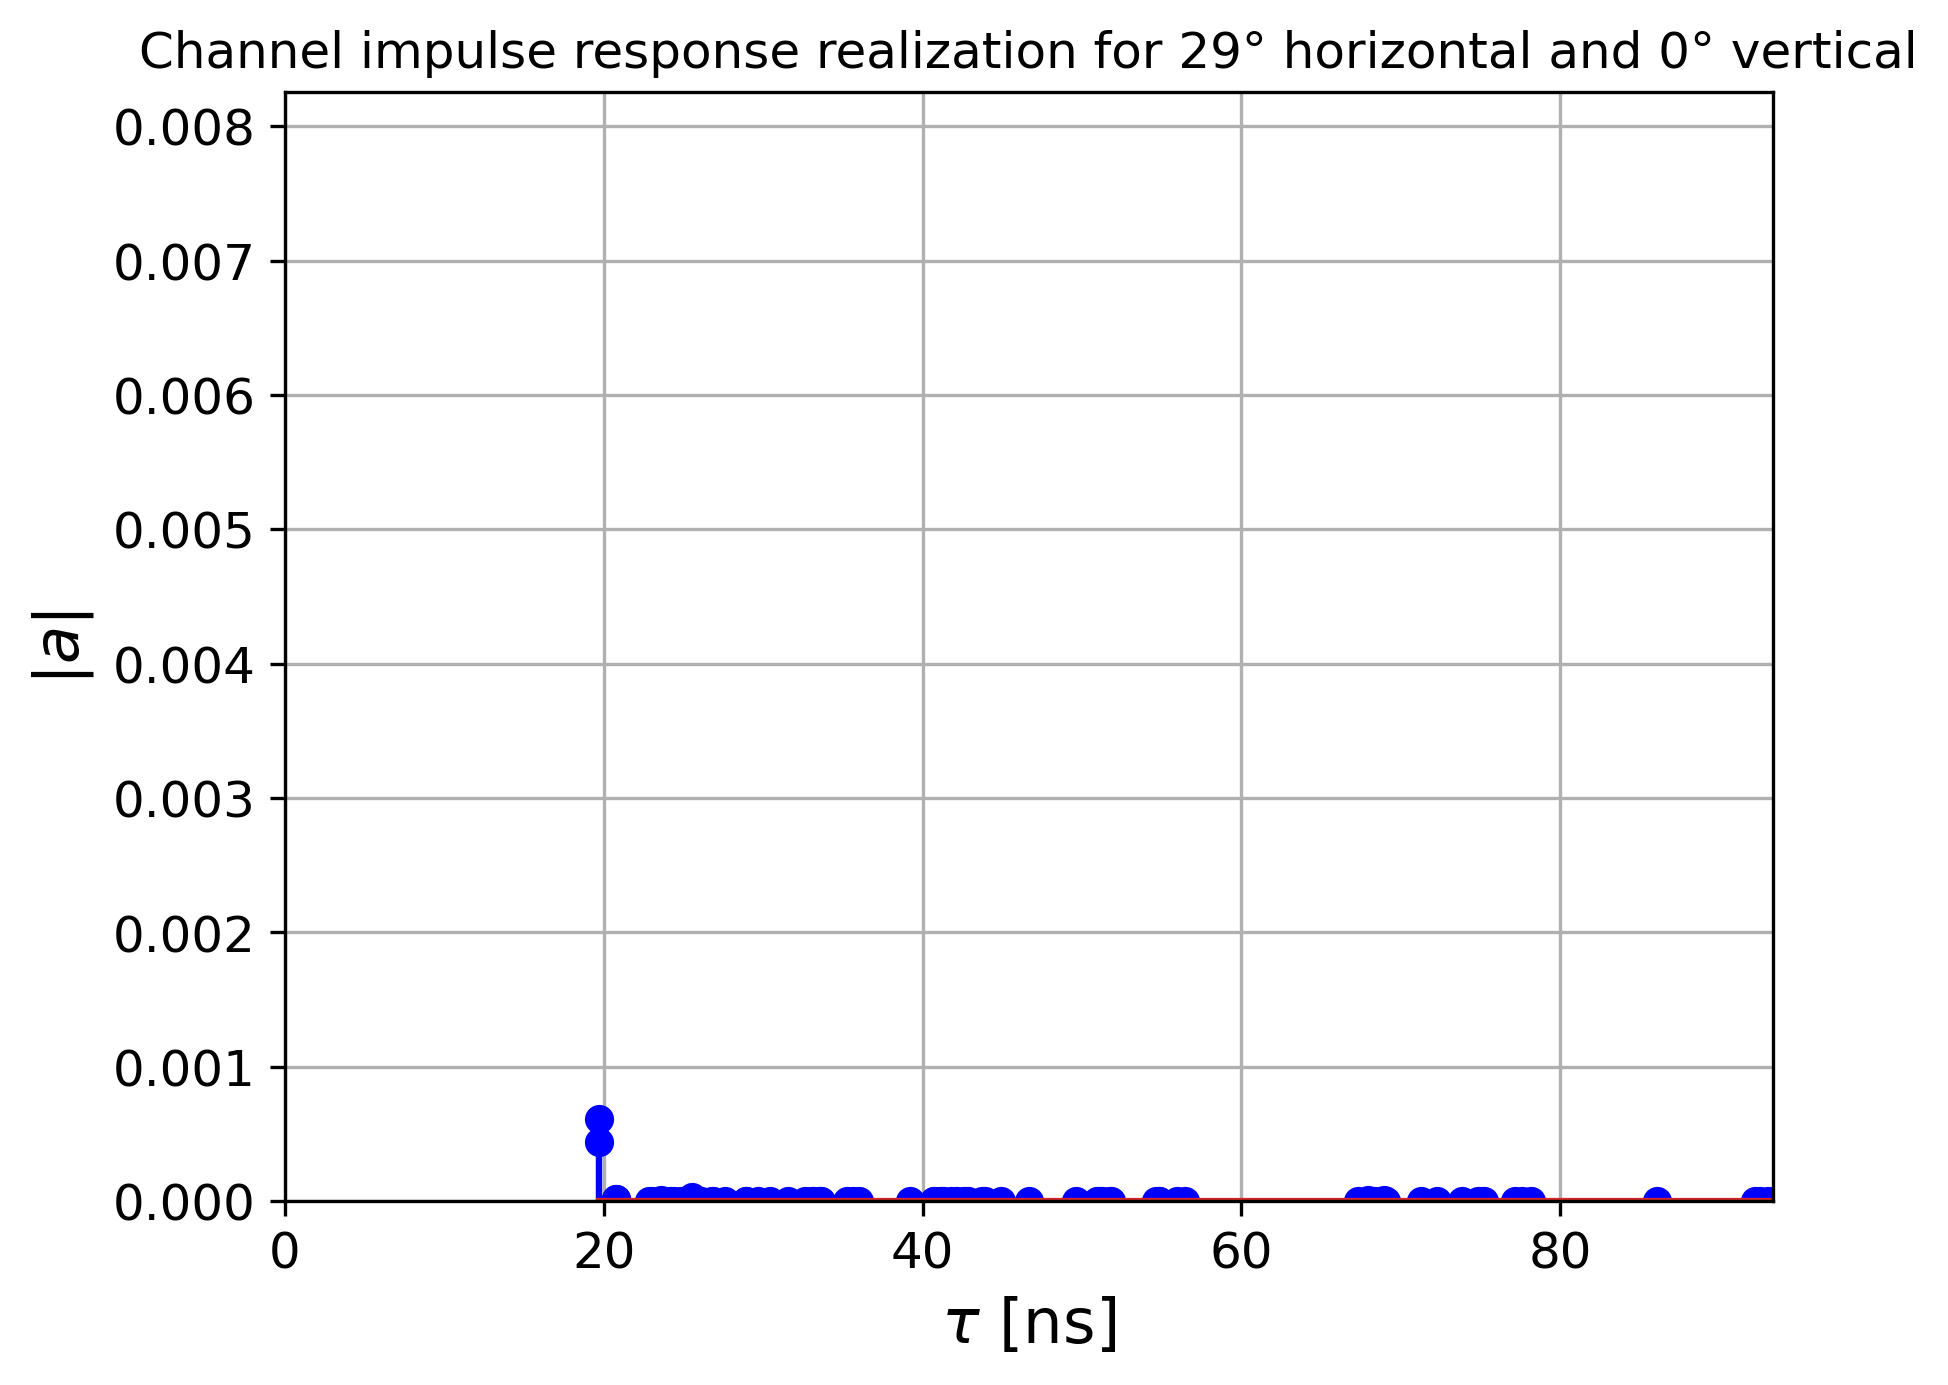 Channel impulse response realization for 29° horizontal and 0° vertical
0.008
0.007
0.006
0.005
0.004
0.003
0.002
0.001
0.000
|a|
0 20 40 60 80
τ [ns]